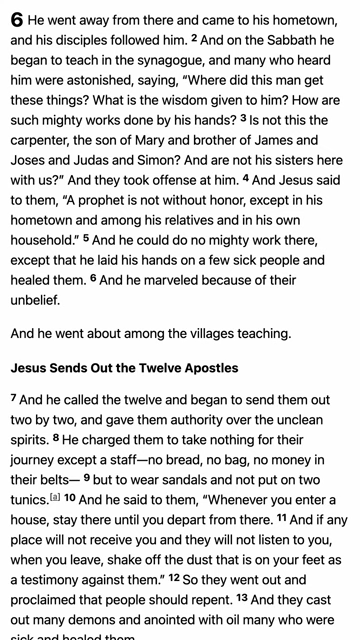 6 He went away from there and came to his hometown,
and his disciples followed him. 2 And on the Sabbath he
began to teach in the synagogue, and many who heard
him were astonished, saying, “Where did this man get
these things? What is the wisdom given to him? How are
such mighty works done by his hands? 3 Is not this the
carpenter, the son of Mary and brother of James and
Joses and Judas and Simon? And are not his sisters here
with us?” And they took offense at him. 4 And Jesus said
to them, “A prophet is not without honor, except in his
hometown and among his relatives and in his own
household.” 5 And he could do no mighty work there,
except that he laid his hands on a few sick people and
healed them. 6 And he marveled because of their
unbelief.
And he went about among the villages teaching.
Jesus Sends Out the Twelve Apostles
7 And he called the twelve and began to send them out
two by two, and gave them authority over the unclean
spirits. 8 He charged them to take nothing for their
journey except a staff—no bread, no bag, no money in
their belts— 9 but to wear sandals and not put on two
tunics.[a] 10 And he said to them, “Whenever you enter a
house, stay there until you depart from there. 11 And if any
place will not receive you and they will not listen to you,
when you leave, shake off the dust that is on your feet as
a testimony against them.” 12 So they went out and
proclaimed that people should repent. 13 And they cast
out many demons and anointed with oil many who were
sick and healed them